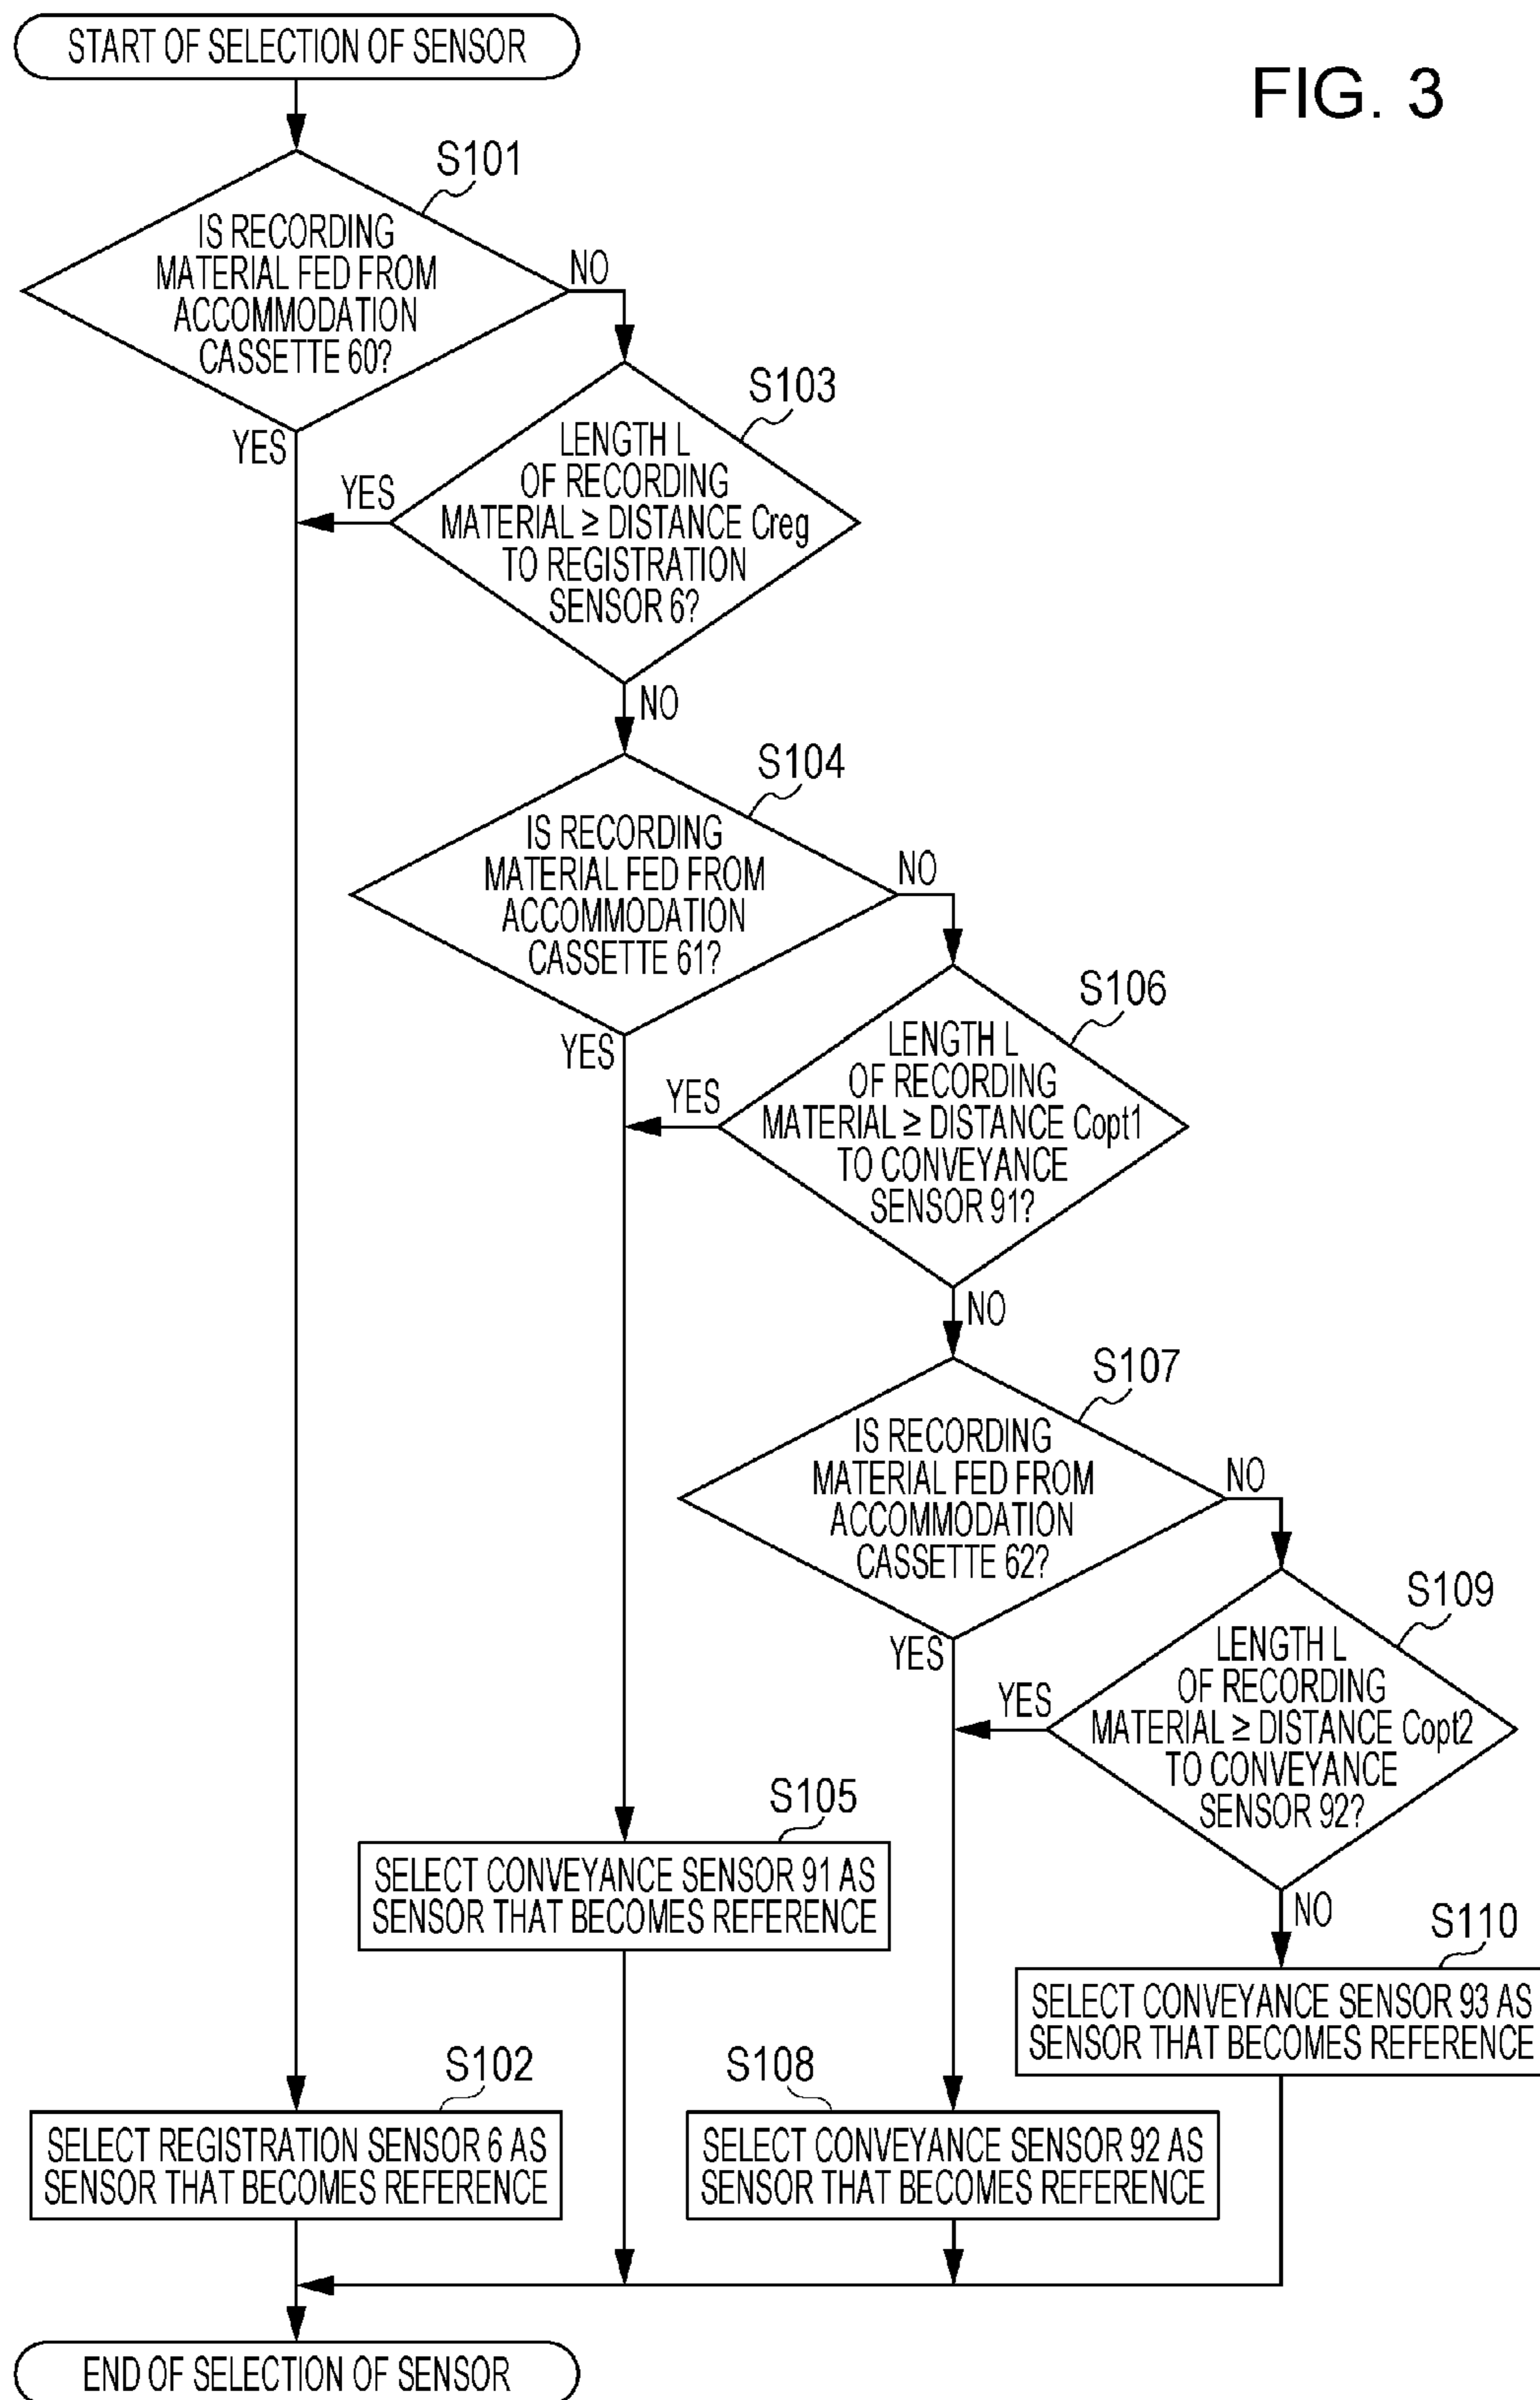 START OF SELECTION OF SENSOR
FIG. 3
S101
IS RECORDING
MATERIAL FED FROM
ACCOMMODATION
CASSETTE 60?
NO
YES
S103
LENGTH L
OF RECORDING
MATERIAL ≥ DISTANCE Creg
TO REGISTRATION
SENSOR 6?
YES
NO
S104
IS RECORDING
MATERIAL FED FROM
ACCOMMODATION
CASSETTE 61?
NO
YES
S106
LENGTH L
OF RECORDING
MATERIAL ≥ DISTANCE Copt1
TO CONVEYANCE
SENSOR 91?
YES
NO
S107
IS RECORDING
MATERIAL FED FROM
ACCOMMODATION
CASSETTE 62?
NO
YES
S109
LENGTH L
OF RECORDING
MATERIAL ≥ DISTANCE Copt2
TO CONVEYANCE
SENSOR 92?
YES
NO
S105
SELECT CONVEYANCE SENSOR 91 AS
SENSOR THAT BECOMES REFERENCE
S110
SELECT CONVEYANCE SENSOR 93 AS
SENSOR THAT BECOMES REFERENCE
S102
SELECT REGISTRATION SENSOR 6 AS
SENSOR THAT BECOMES REFERENCE
S108
SELECT CONVEYANCE SENSOR 92 AS
SENSOR THAT BECOMES REFERENCE
END OF SELECTION OF SENSOR